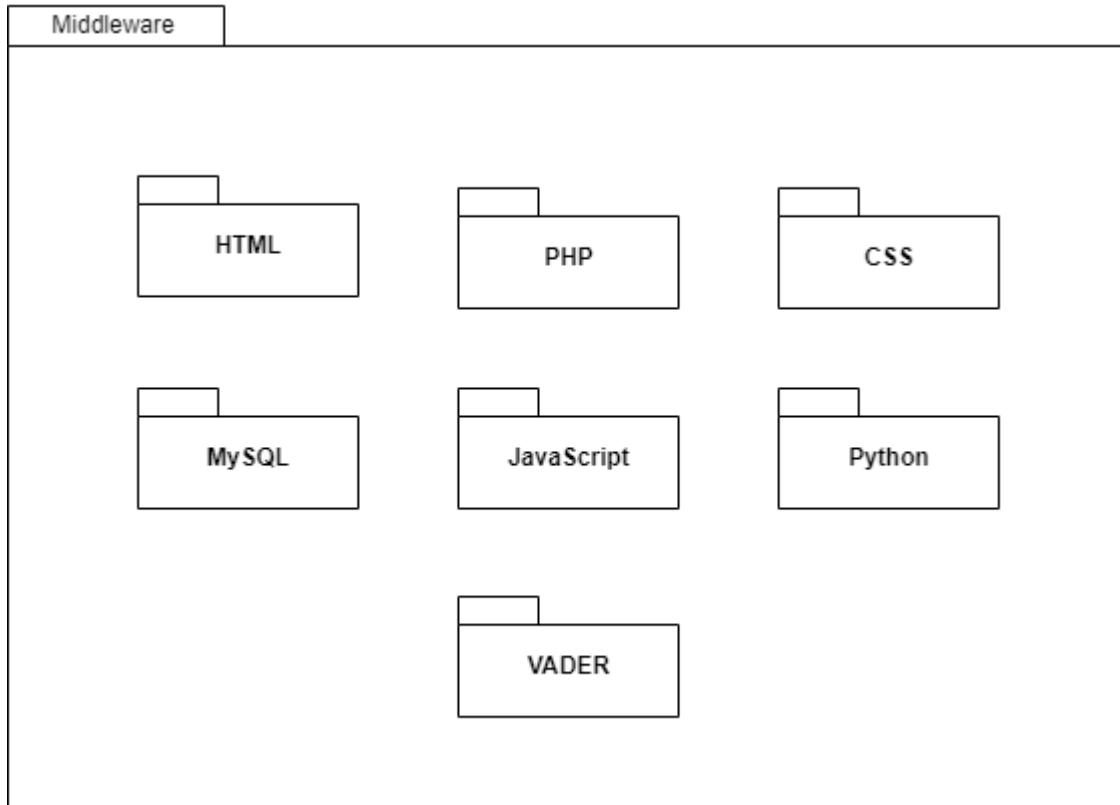 Middleware
HTML
PHP
CSS
MySQL
JavaScript
Python
VADER